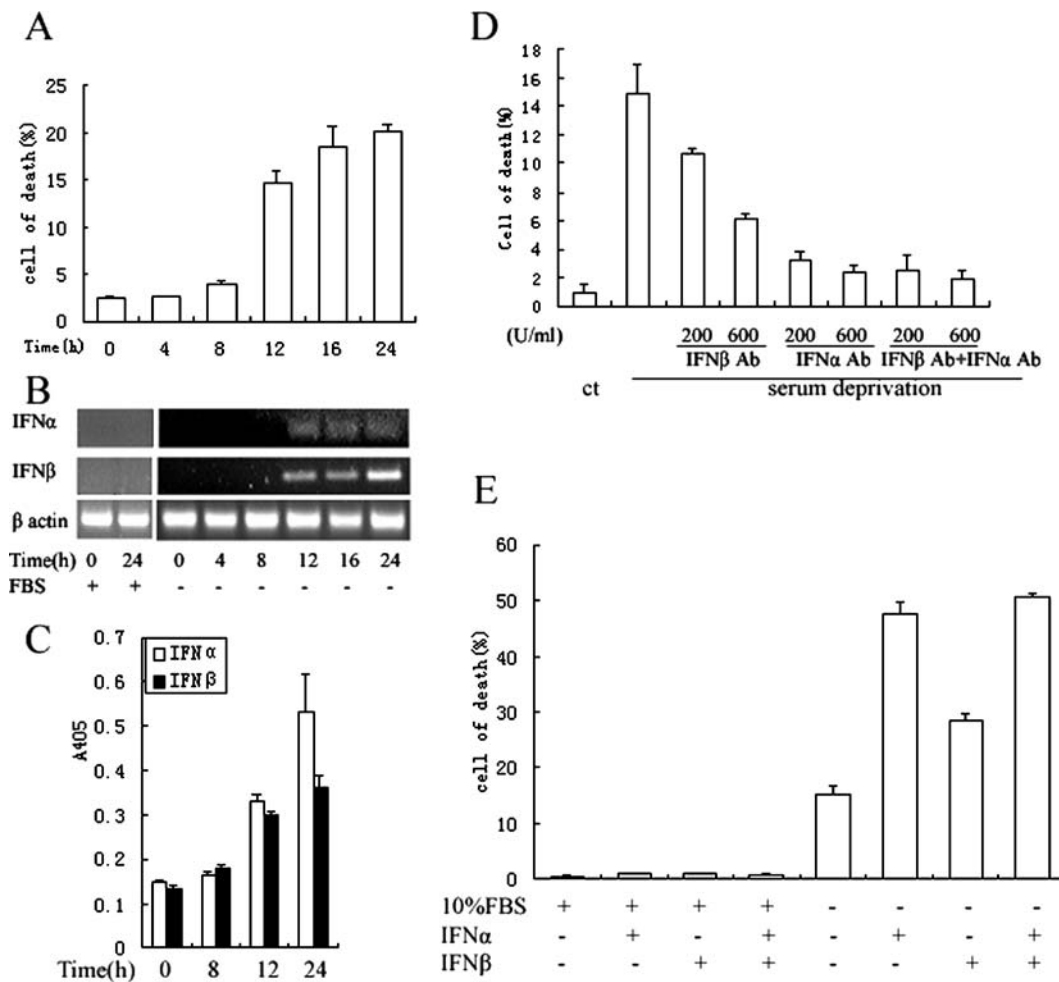 A
cell of death(%)
25
20
15
10
5
0
Time(h) 0 4 8 12 16 24
B
IFNα
IFNβ
β actin
Time(h) 0 24 0 4 8 12 16 24
FBS + + - - - - - -
C
IFNα
IFNβ
A405
0.7
0.6
0.5
0.4
0.3
0.2
0.1
0
Time(h) 0 8 12 24
D
Cell of death(%)
18
16
14
12
10
8
6
4
2
0
(U/ml) 200 600 200 600 200 600
IFNβ Ab IFNα Ab IFNβ Ab+IFNα Ab
ct serum deprivation
E
cell of death(%)
60
50
40
30
20
10
0
10%FBS + + + + - - - -
IFNα - + - + - + - +
IFNβ - - + + - - + +